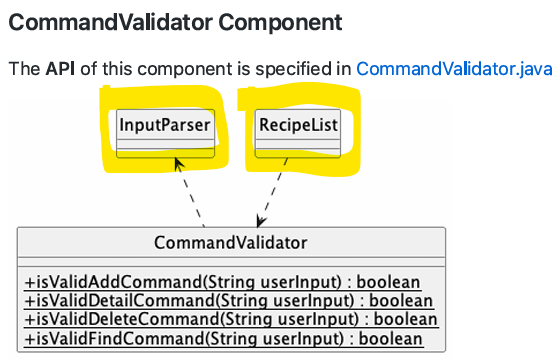 CommandValidator Component
The API of this component is specified in CommandValidator.java
InputParser
RecipeList
CommandValidator
+isValidAddCommand(String userInput) : boolean
+isValidDetailCommand(String userInput) : boolean
+isValidDeleteCommand(String userInput) : boolean
+isValidFindCommand(String userInput) : boolean